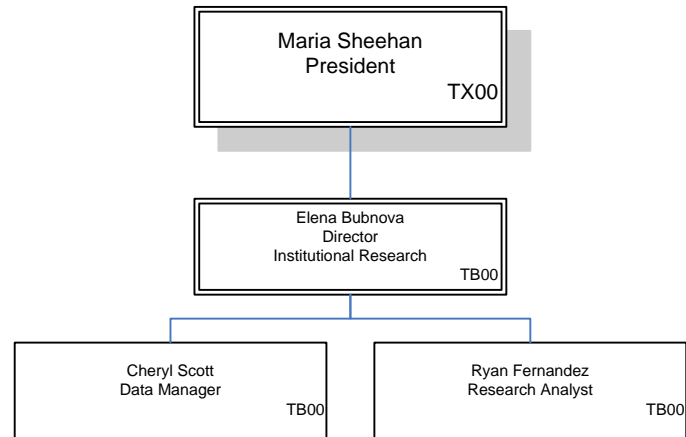 Maria Sheehan
President
TX00
Elena Bubnova
Director
Institutional Research
TB00
Cheryl Scott
Data Manager
TB00
Ryan Fernandez
Research Analyst
TB00